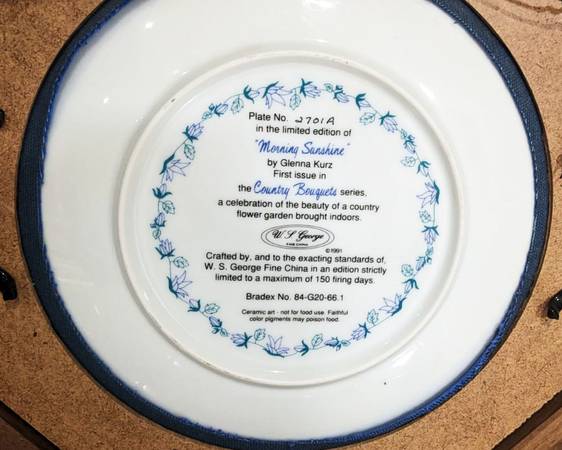 Plate No. 2701A
in the limited edition of
"Morning Sunshine"
by Glenna Kurz
First issue in
the Country Bouquets series,
a celebration of the beauty of a country
flower garden brought indoors.
W. S. George
FINE CHINA
©1991
Crafted by, and to the exacting standards of,
W. S. George Fine China in an edition strictly
limited to a maximum of 150 firing days.
Bradex No. 84-G20-66.1
Ceramic art - not for food use. Faithful
color pigments may poison food.